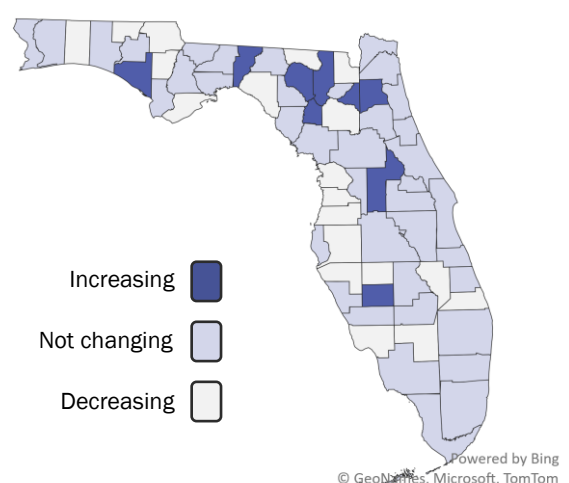 Increasing
Not changing
Decreasing
Powered by Bing
© GeoNames, Microsoft, TomTom